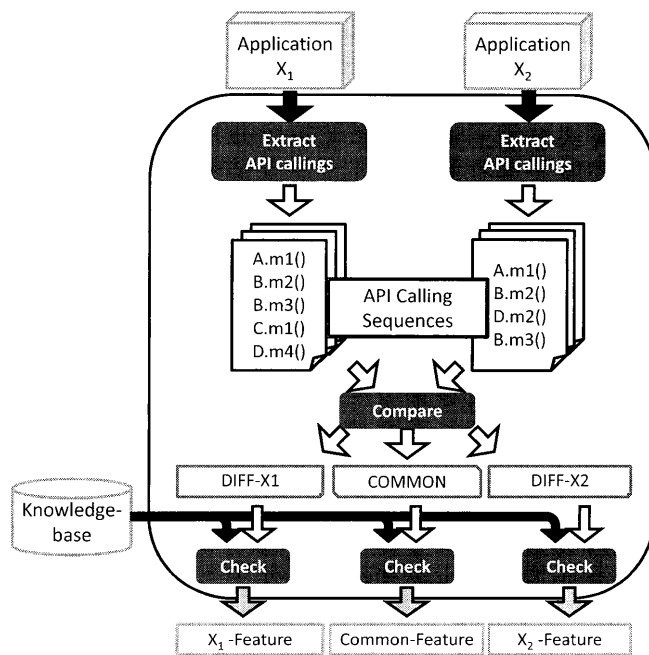 Application
X₁
Application
X₂
Extract
API callings
Extract
API callings
A.m1()
B.m2()
B.m3()
C.m1()
D.m4()
API Calling
Sequences
A.m1()
B.m2()
D.m2()
B.m3()
Compare
DIFF-X1
COMMON
DIFF-X2
Knowledge-
base
Check
Check
Check
X₁ -Feature
Common-Feature
X₂ -Feature